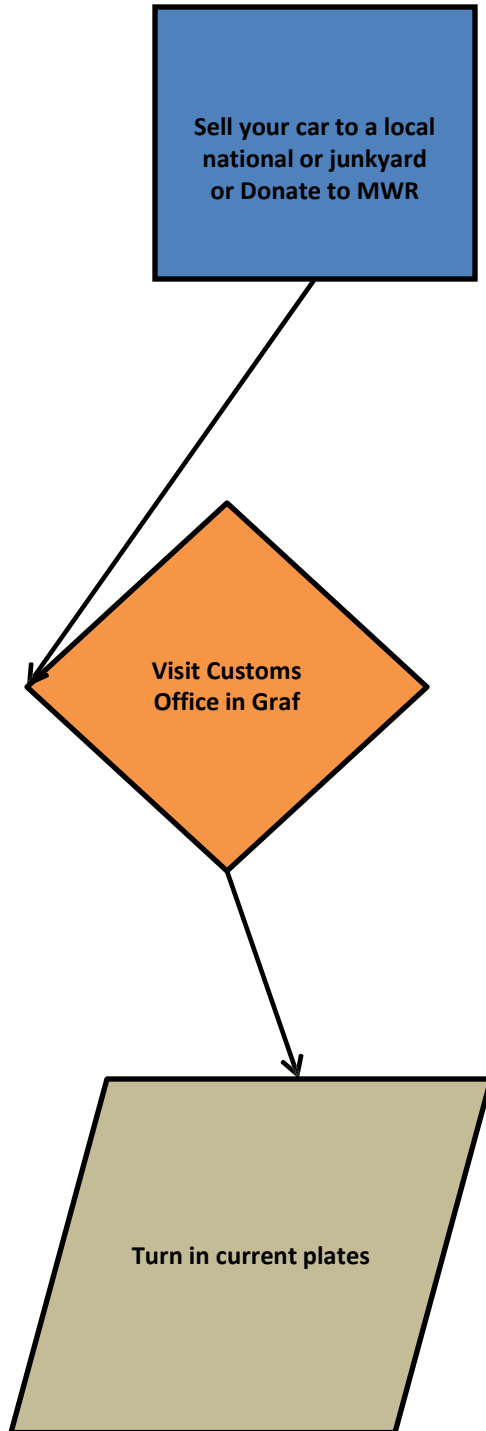 Sell your car to a local
national or junkyard
or Donate to MWR
Visit Customs
Office in Graf
Turn in current plates